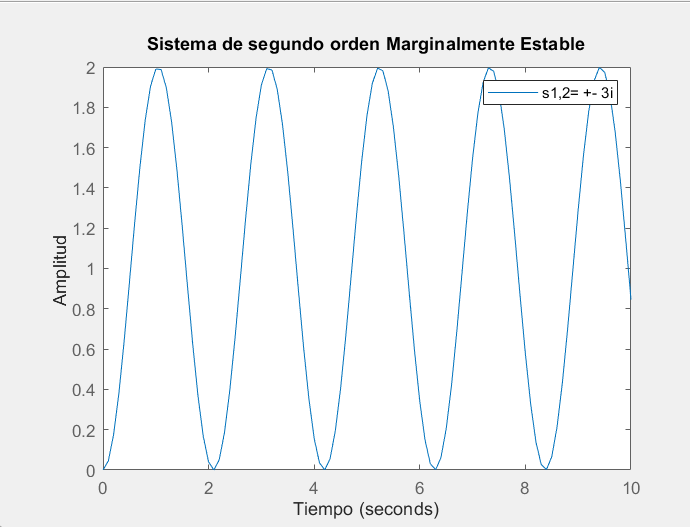 Sistema de segundo orden Marginalmente Estable
s1,2= +- 3i
2
1.8
1.6
1.4
1.2
1
0.8
0.6
0.4
0.2
0
Amplitud
0 2 4 6 8 10
Tiempo (seconds)